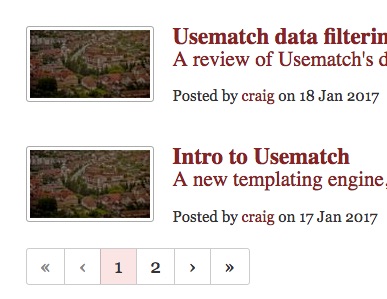 Usematch data filterin
A review of Usematch's d
Posted by craig on 18 Jan 2017
Intro to Usematch
A new templating engine,
Posted by craig on 17 Jan 2017
« ‹ 1 2 › »